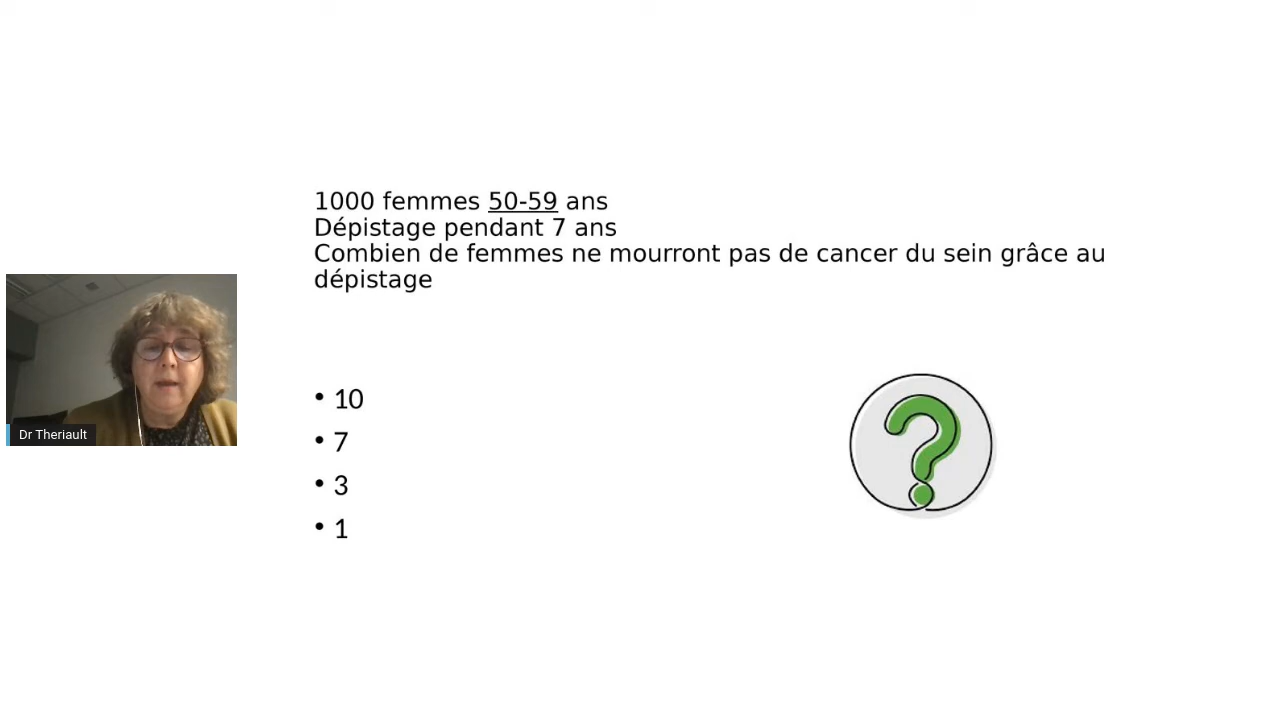 1000 femmes 50-59 ans
Dépistage pendant 7 ans
Combien de femmes ne mourront pas de cancer du sein grâce au
dépistage
• 10
• 7
• 3
• 1
Dr Theriault